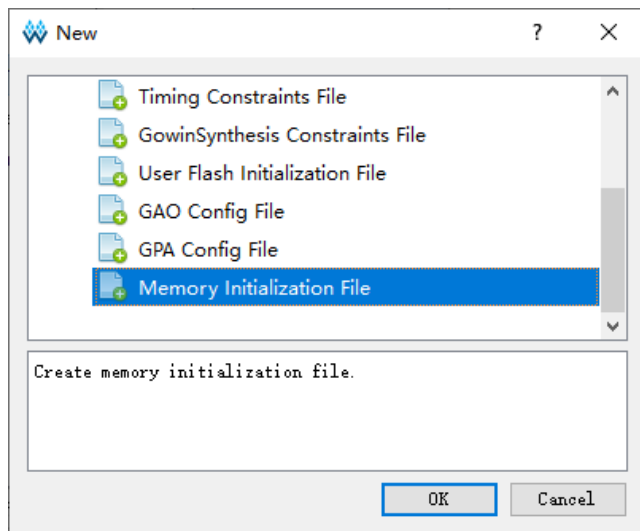 New
?
Timing Constraints File
GowinSynthesis Constraints File
User Flash Initialization File
GAO Config File
GPA Config File
Memory Initialization File
Create memory initialization file.
OK
Cancel